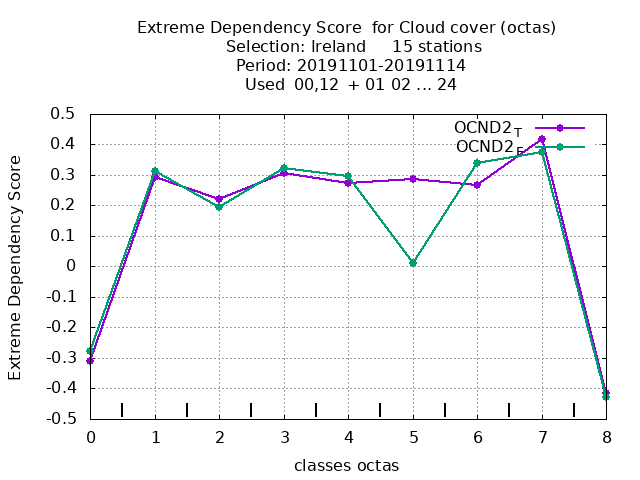 Extreme Dependency Score  for Cloud cover (octas)
Selection: Ireland     15 stations
Period: 20191101-20191114
Used  00,12  + 01 02 ... 24
Extreme Dependency Score
0.5
0.4
0.3
0.2
0.1
0
-0.1
-0.2
-0.3
-0.4
-0.5
OCND2_T
OCND2_F
0 1 2 3 4 5 6 7 8
classes octas